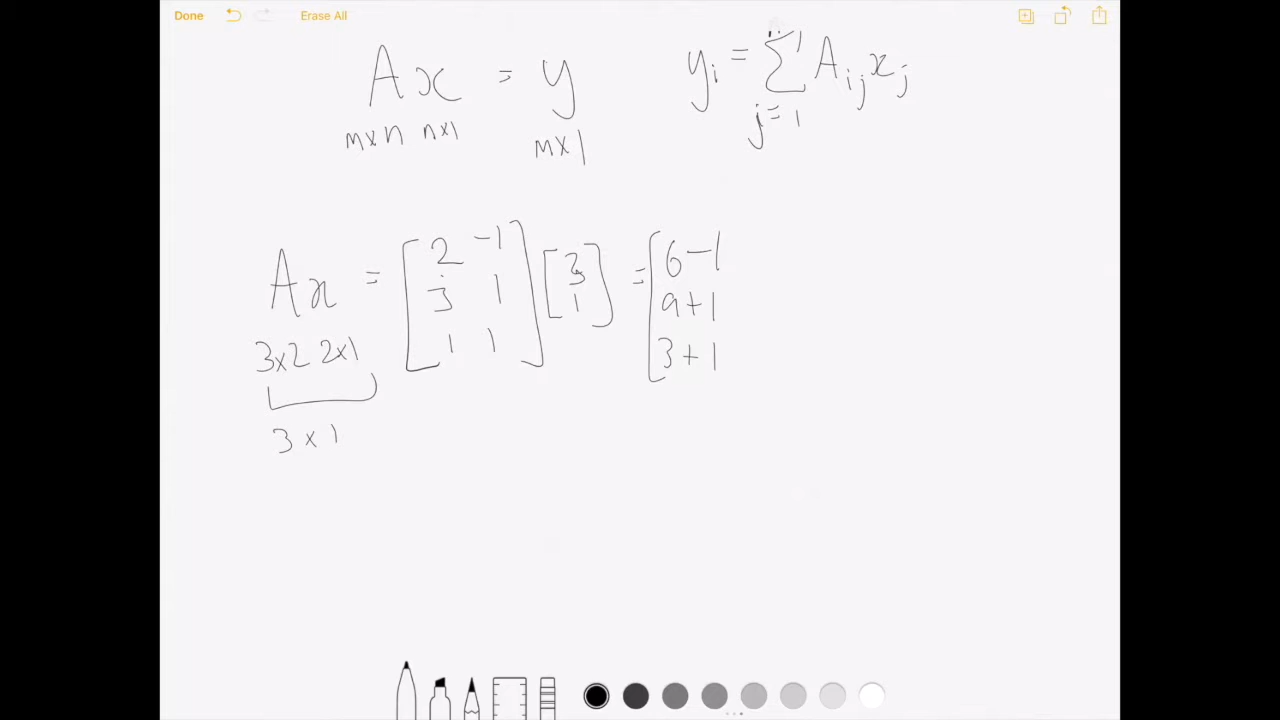 Done Erase All
Ax = y yᵢ = Σ Aᵢⱼxⱼ
m×n n×1 m×1 j=1
Ax = [ 2 -1 ] [ 3 ] = [ 6-1
3 1 1 9+1
1 1 3+1
3×2 2×1
3×1